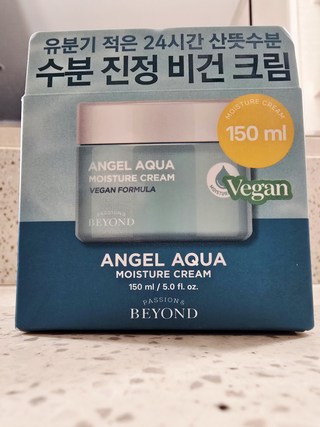 유분기 적은 24시간 산뜻수분
수분 진정 비건 크림
MOISTURE CREAM
150 ml
ANGEL AQUA
MOISTURE CREAM
VEGAN FORMULA
Vegan
PASSION&
BEYOND
ANGEL AQUA
MOISTURE CREAM
150 ml / 5.0 fl. oz.
PASSION&
BEYOND